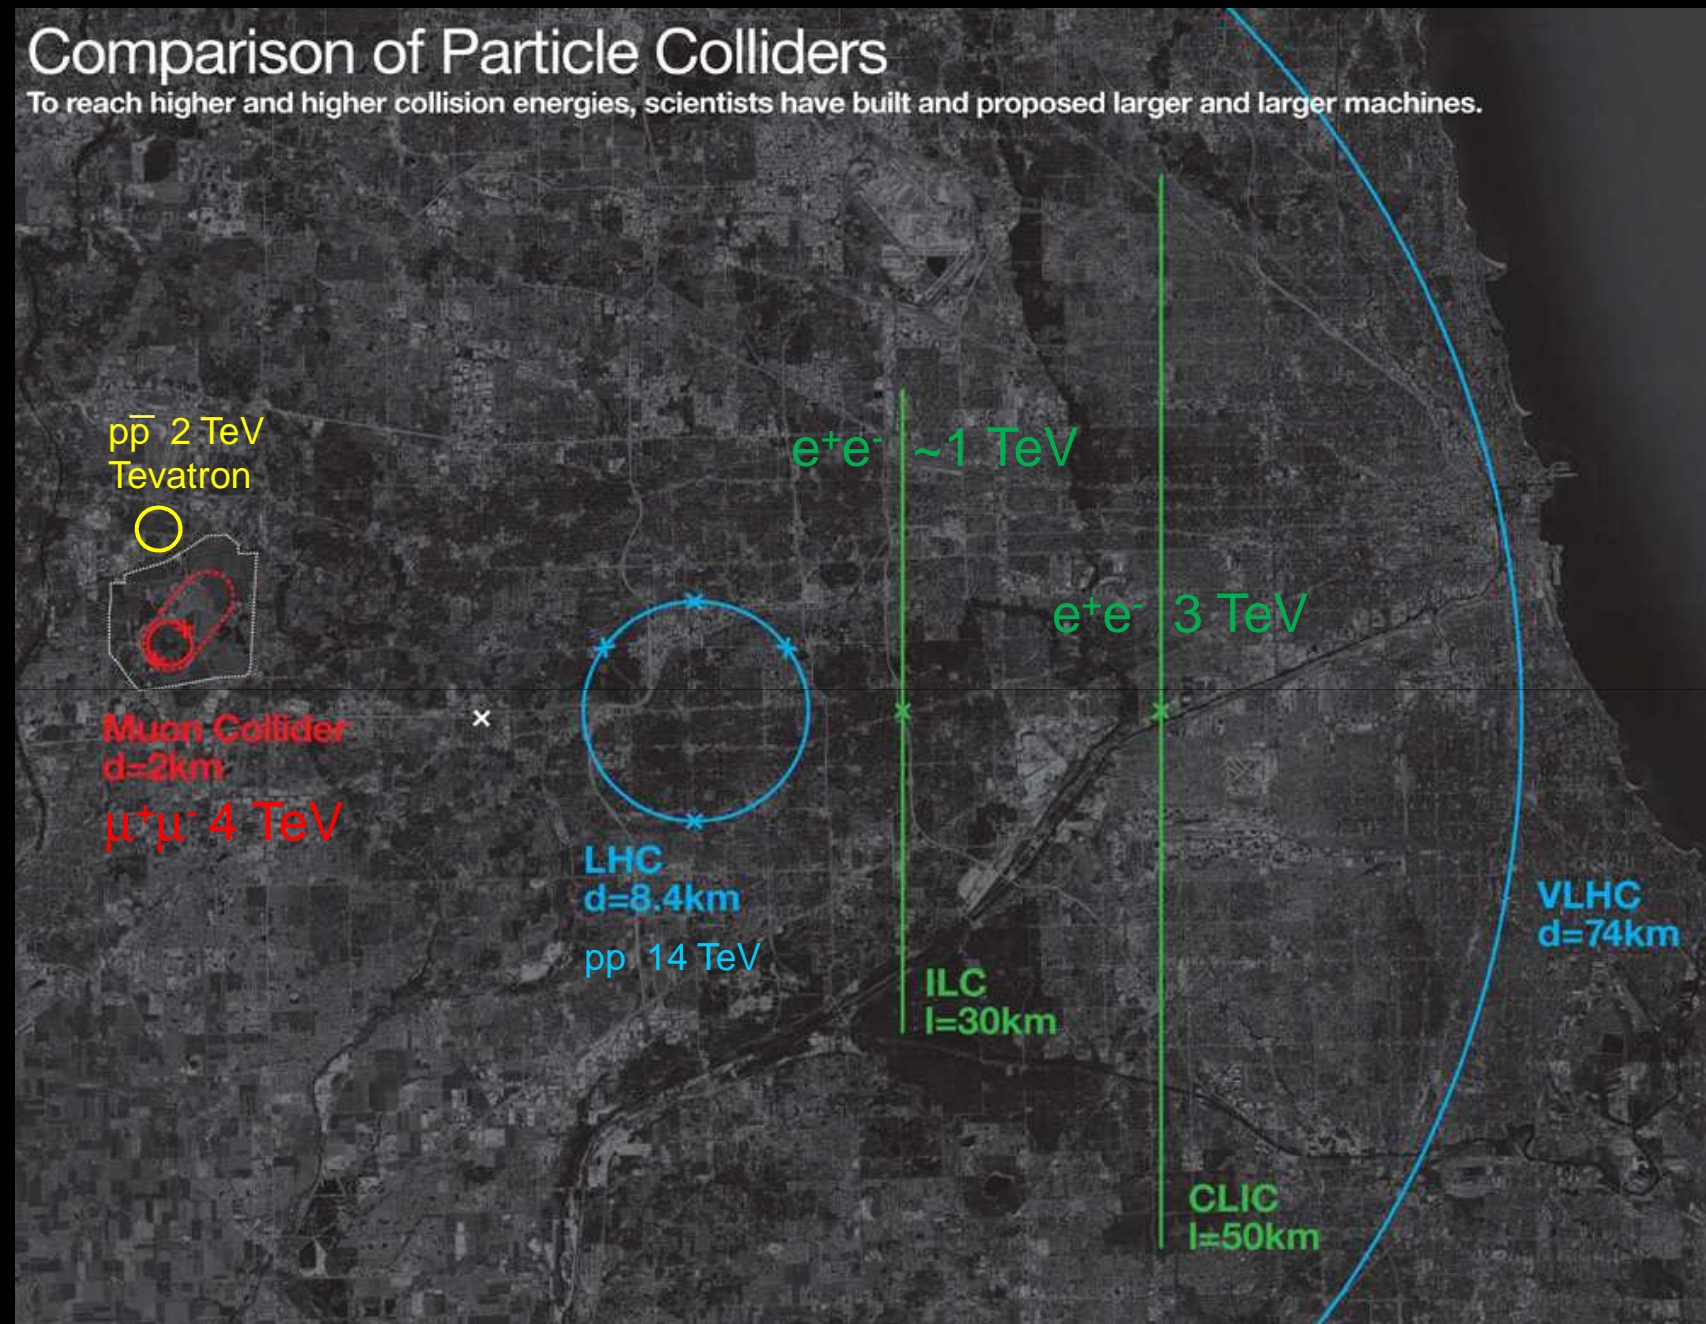 Comparison of Particle Colliders
To reach higher and higher collision energies, scientists have built and proposed larger and larger machines.
pp̅ 2 TeV
Tevatron
e⁺e⁻ ~1 TeV
e⁺e⁻ 3 TeV
Muon Collider
d=2km
μ⁺μ⁻ 4 TeV
LHC
d=8.4km
pp 14 TeV
ILC
l=30km
VLHC
d=74km
CLIC
l=50km